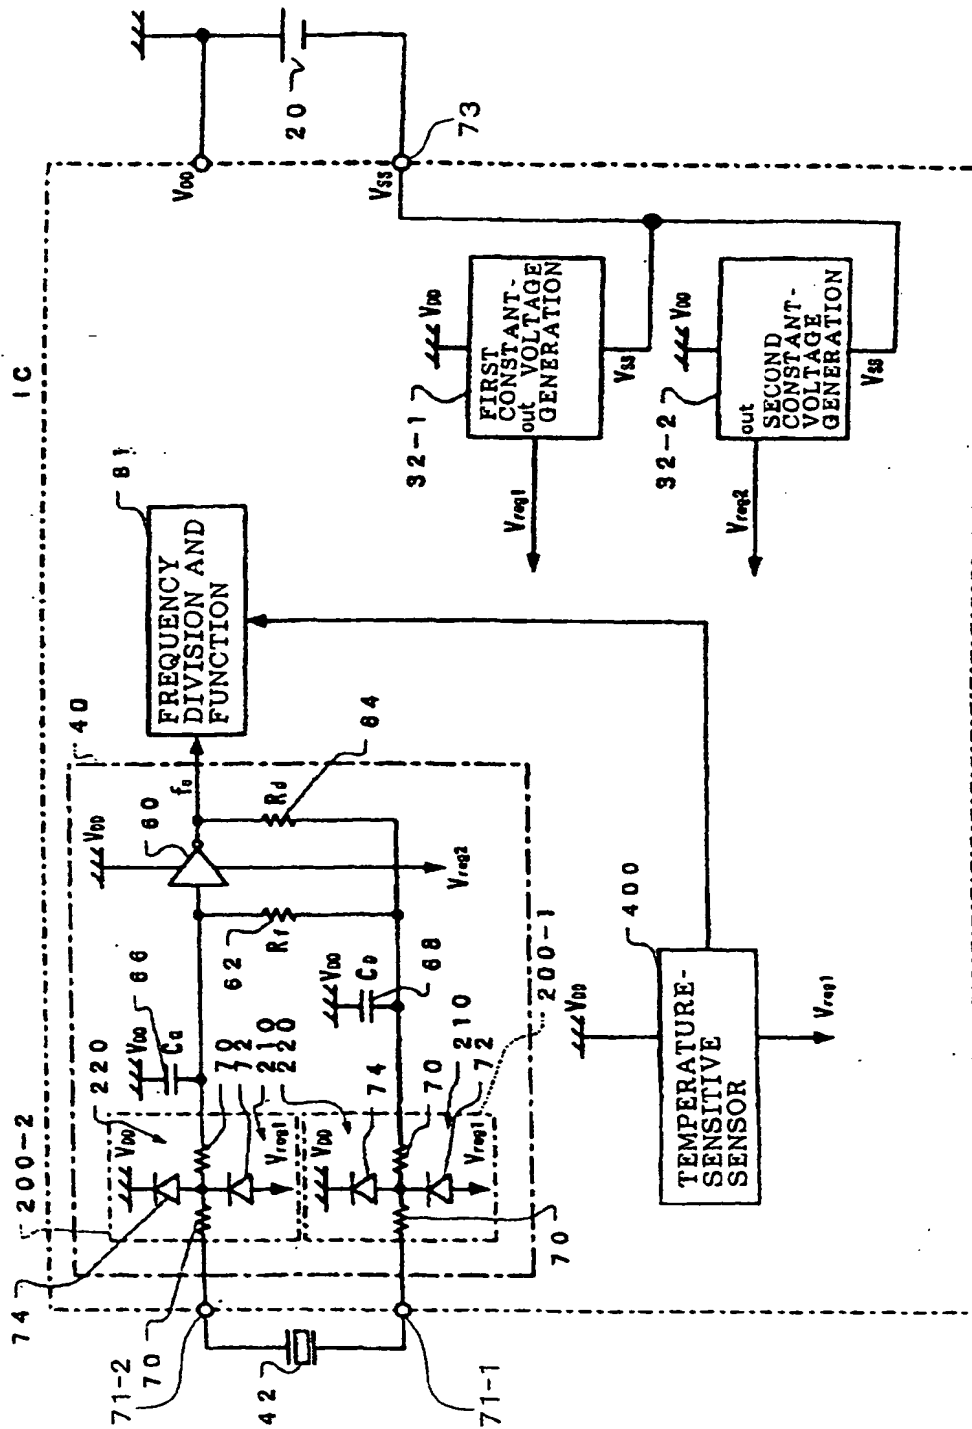 IC
VDD
20
VSS
73
FREQUENCY
DIVISION AND
FUNCTION
81
40
fs
60
VDD
Vreg2
Rd
64
Rf
62
VDD
CG
66
VDD
CD
68
220
200-2
VDD
70
72
210
220
Vreg1
VDD
74
70
210
72
Vreg1
200-1
70
74
70
71-2
42
71-1
FIRST
CONSTANT-
out VOLTAGE
GENERATION
VDD
VSS
32-1
Vreg1
out
SECOND
CONSTANT-
VOLTAGE
GENERATION
VDD
VSS
32-2
Vreg2
TEMPERATURE-
SENSITIVE
SENSOR
400
VDD
Vreg1